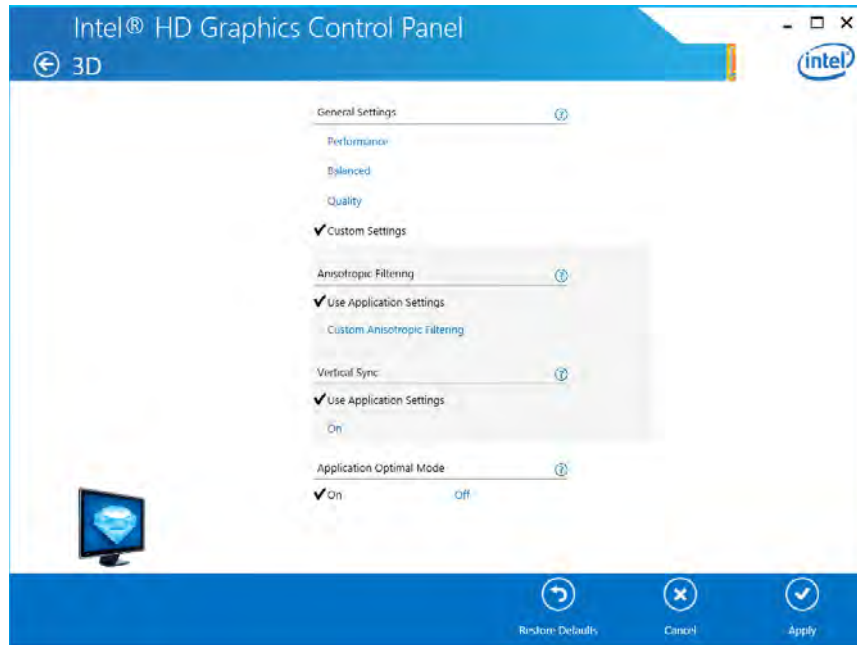 Intel® HD Graphics Control Panel
3D
intel
General Settings
Performance
Balanced
Quality
Custom Settings
Anisotropic Filtering
Use Application Settings
Custom Anisotropic Filtering
Vertical Sync
Use Application Settings
On
Application Optimal Mode
On Off
Restore Defaults Cancel Apply